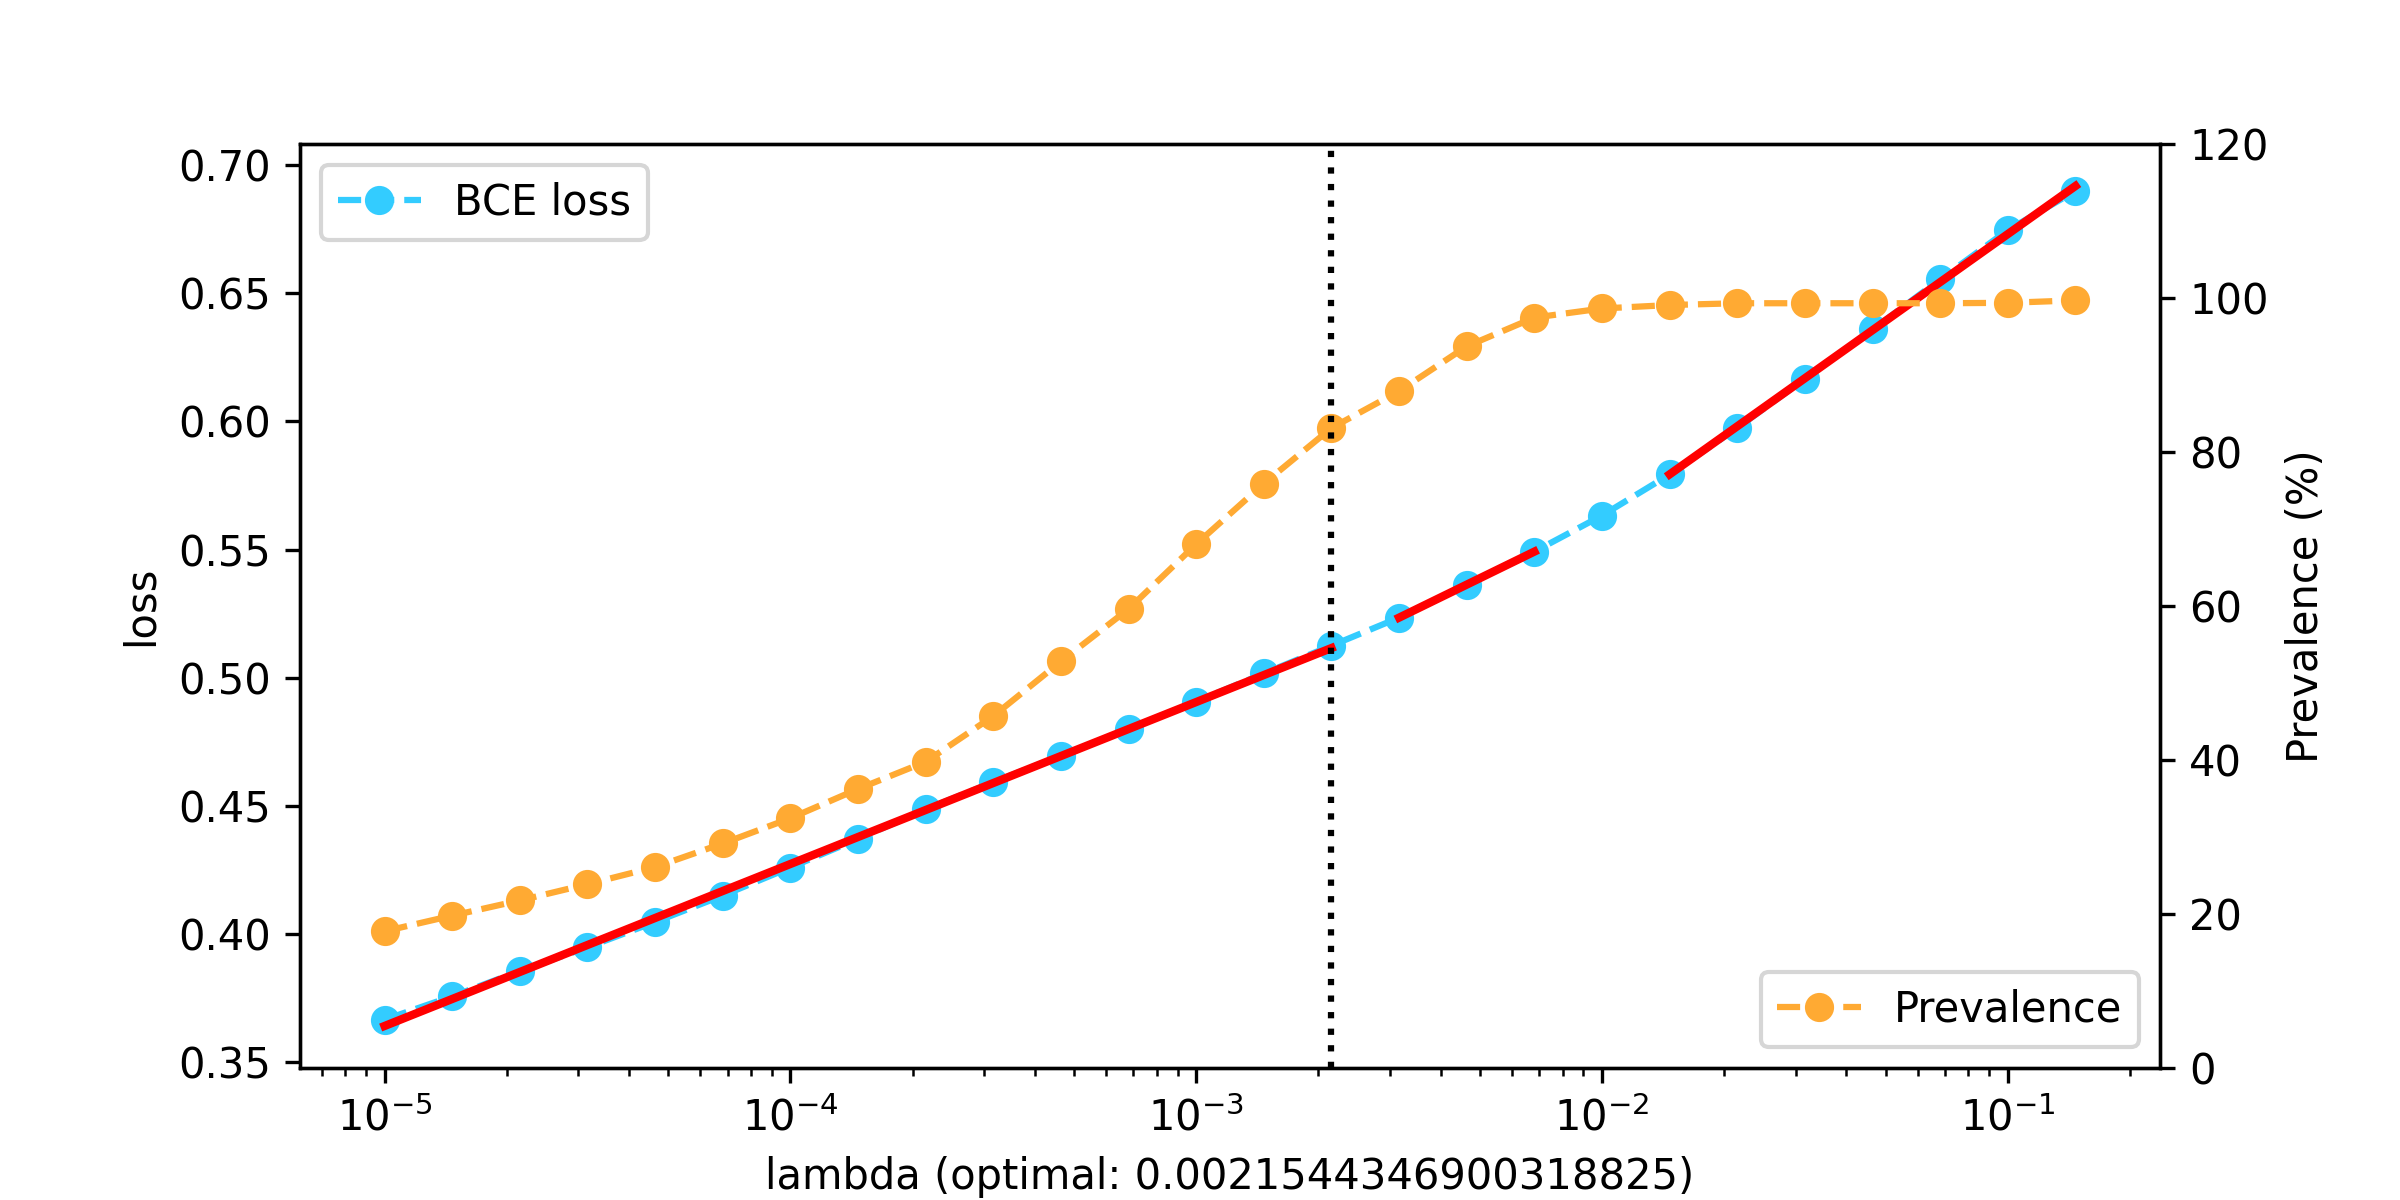 BCE loss
Prevalence
0.70
0.65
0.60
0.55
0.50
0.45
0.40
0.35
loss
120
100
80
60
40
20
0
Prevalence (%)
10⁻⁵ 10⁻⁴ 10⁻³ 10⁻² 10⁻¹
lambda (optimal: 0.0021544346900318825)